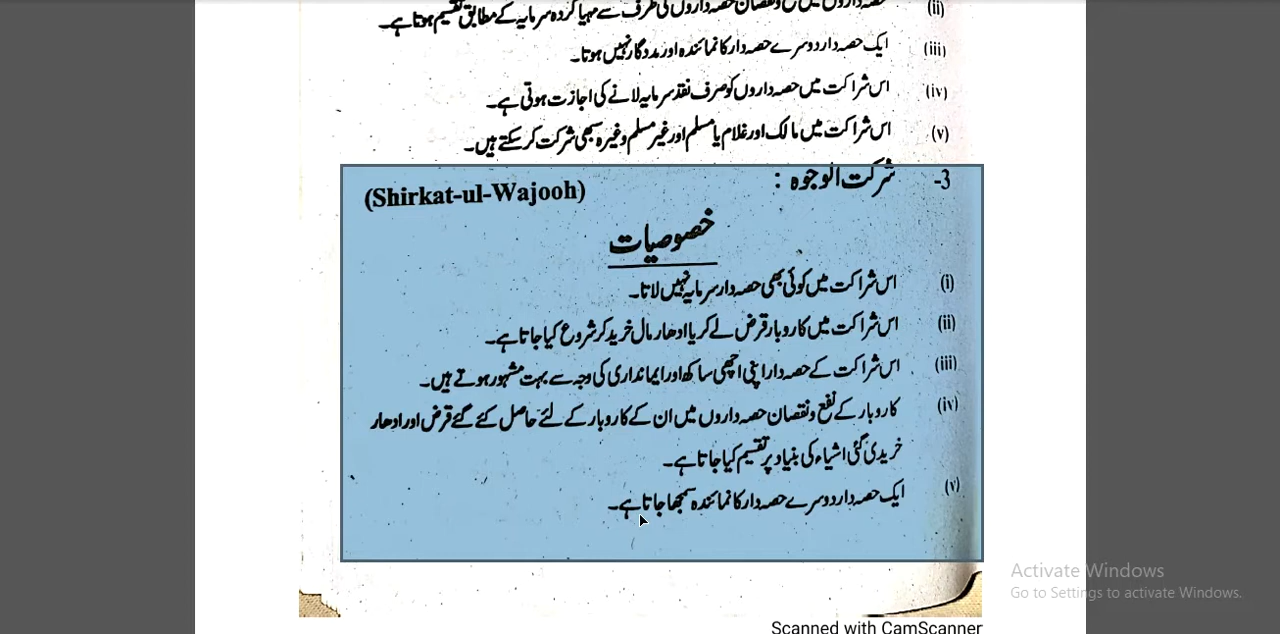 (ii) حصہ داروں میں نفع ونقصان حصہ داروں کی طرف سے مہیا کردہ سرمایہ کے مطابق تقسیم ہوتا ہے۔
(iii) ایک حصہ دار دوسرے حصہ دار کا نمائندہ اور مددگار نہیں ہوتا۔
(iv) اس شراکت میں حصہ داروں کو صرف نقد سرمایہ لانے کی اجازت ہوتی ہے۔
(v) اس شراکت میں مالک اور غلام یا مسلم اور غیر مسلم وغیرہ سبھی شرکت کر سکتے ہیں۔
3- شرکت الوجوہ : (Shirkat-ul-Wajooh)
خصوصیات
(i) اس شراکت میں کوئی بھی حصہ دار سرمایہ نہیں لاتا۔
(ii) اس شراکت میں کاروبار قرض لے کر یا ادھار مال خرید کر شروع کیا جاتا ہے۔
(iii) اس شراکت کے حصہ دار اپنی اچھی ساکھ اور ایمانداری کی وجہ سے بہت مشہور ہوتے ہیں۔
(iv) کاروبار کے نفع ونقصان حصہ داروں میں ان کے کاروبار کے لئے حاصل کئے گئے قرض اور ادھار
خریدی گئی اشیاء کی بنیاد پر تقسیم کیا جاتا ہے۔
(v) ایک حصہ دار دوسرے حصہ دار کا نمائندہ سمجھا جاتا ہے۔
Activate Windows
Go to Settings to activate Windows.
Scanned with CamScanner